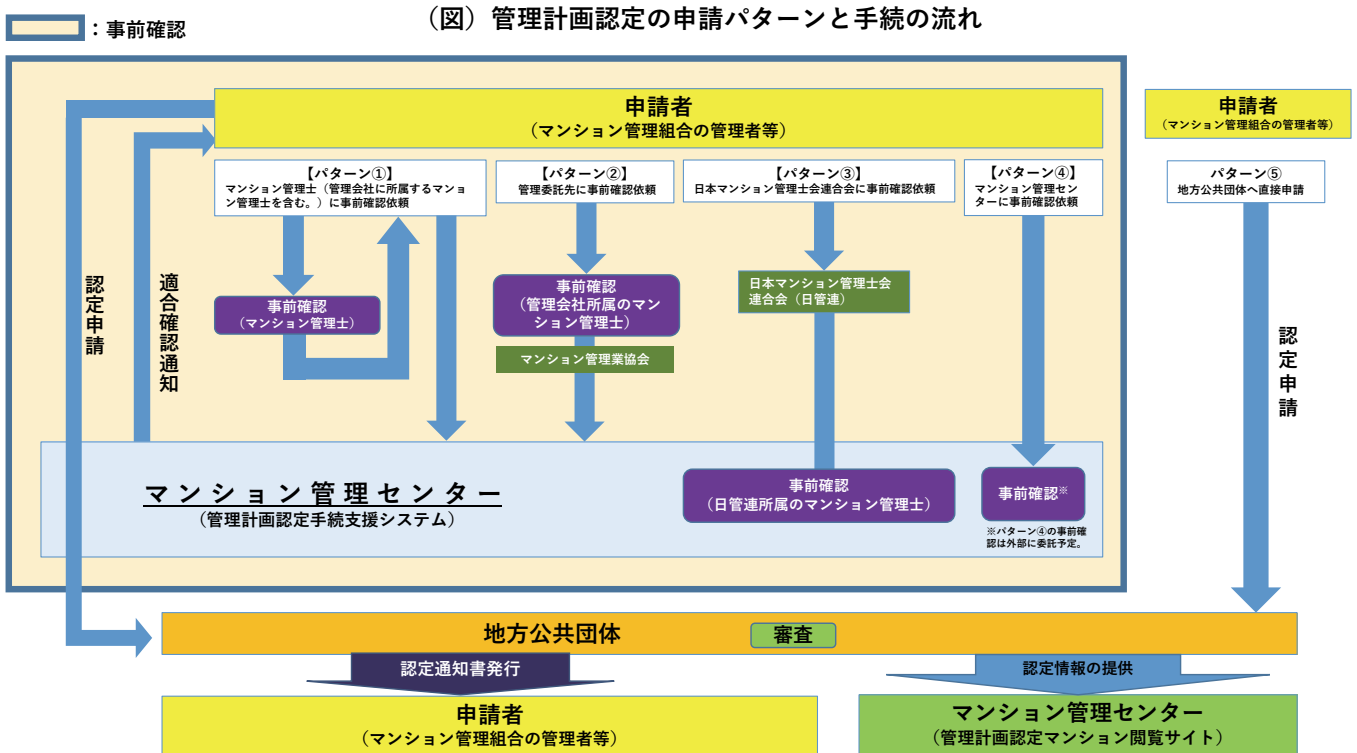 （図）管理計画認定の申請パターンと手続の流れ
：事前確認
申請者
（マンション管理組合の管理者等）
申請者
（マンション管理組合の管理者等）
【パターン①】
マンション管理士（管理会社に所属するマンショ
ン管理士を含む。）に事前確認依頼
【パターン②】
管理委託先に事前確認依頼
【パターン③】
日本マンション管理士会連合会に事前確認依頼
【パターン④】
マンション管理セン
ターに事前確認依頼
パターン⑤
地方公共団体へ直接申請
認定申請
適合確認通知
事前確認
（マンション管理士）
事前確認
（管理会社所属のマン
ション管理士）
マンション管理業協会
日本マンション管理士会
連合会（日管連）
認定申請
マンション管理センター
（管理計画認定手続支援システム）
事前確認
（日管連所属のマンション管理士）
事前確認※
※パターン④の事前確
認は外部に委託予定。
地方公共団体
審査
認定通知書発行
認定情報の提供
申請者
（マンション管理組合の管理者等）
マンション管理センター
（管理計画認定マンション閲覧サイト）